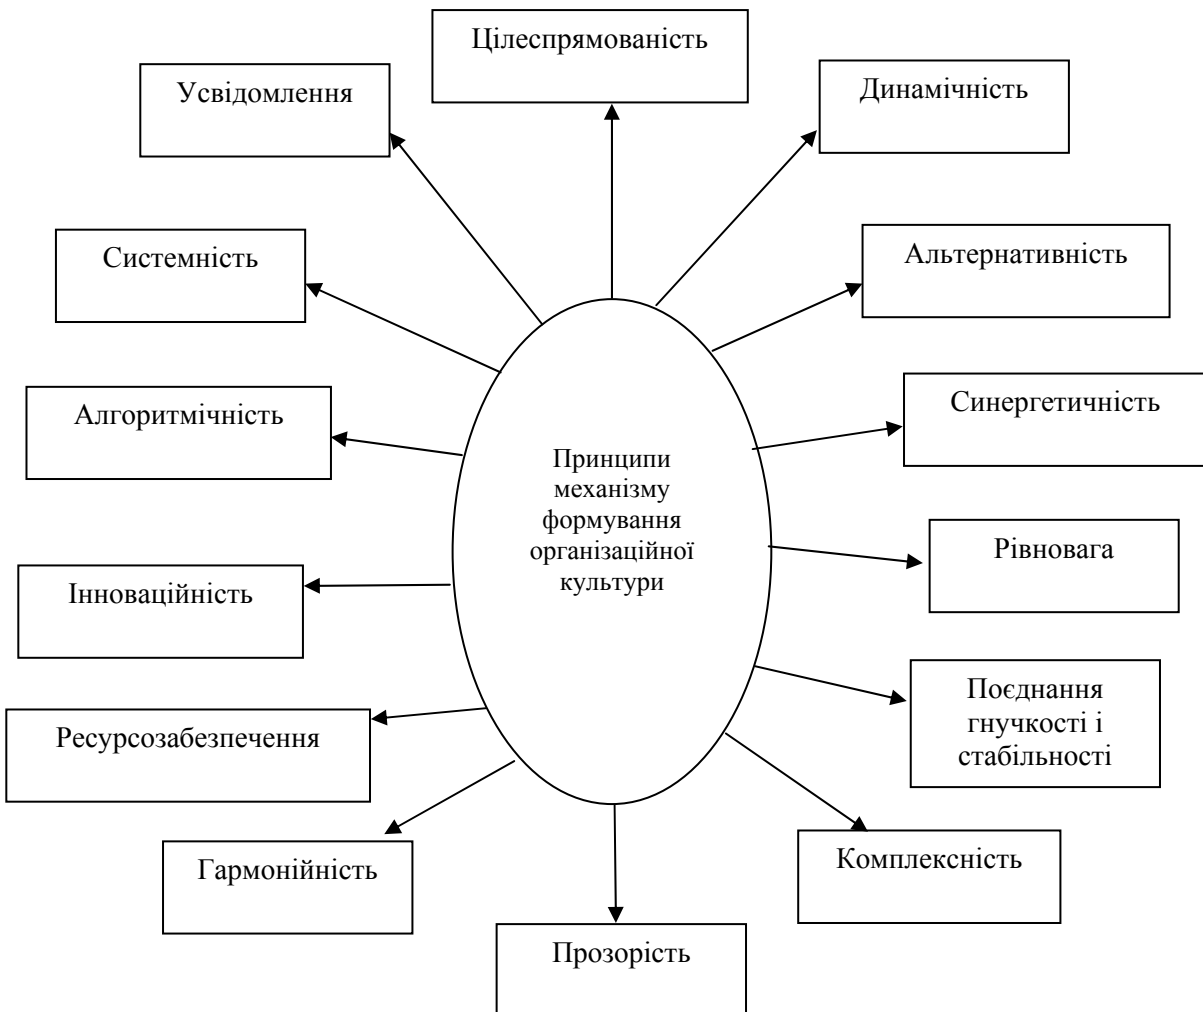 Цілеспрямованість
Усвідомлення
Динамічність
Системність
Альтернативність
Алгоритмічність
Синергетичність
Принципи
механізму
формування
організаційної
культури
Рівновага
Інноваційність
Поєднання
гнучкості і
стабільності
Ресурсозабезпечення
Гармонійність
Комплексність
Прозорість